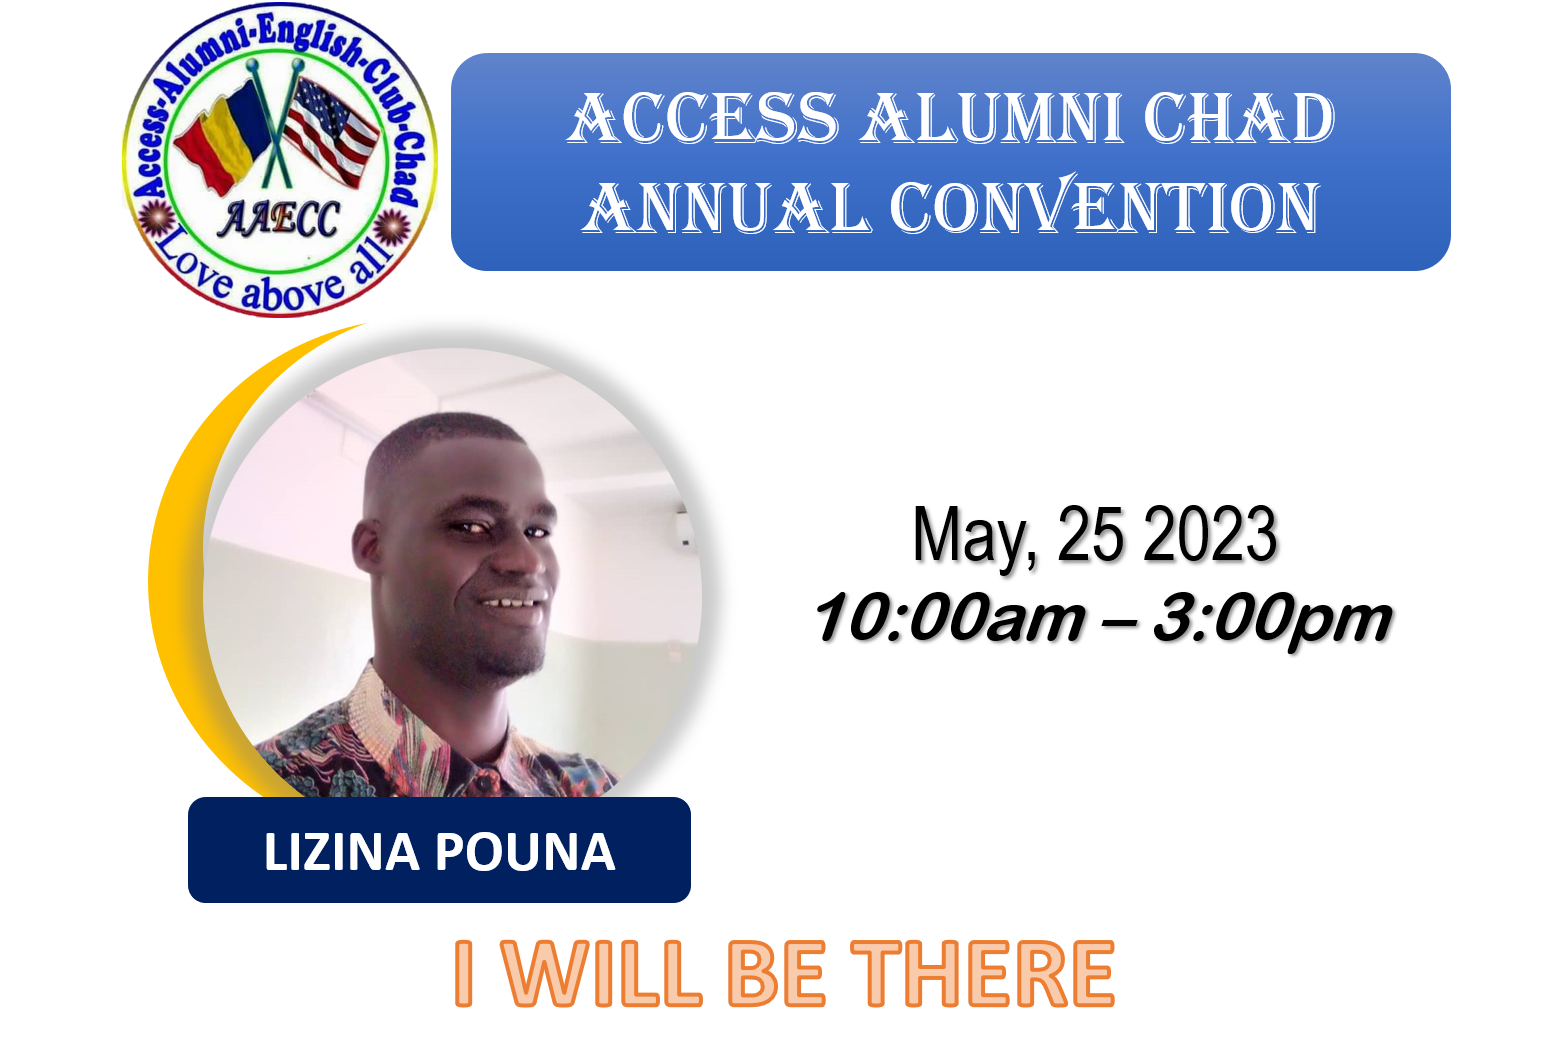 Access-Alumni-English-Club-Chad
AAECC
Love above all
ACCESS ALUMNI CHAD
ANNUAL CONVENTION
May, 25 2023
10:00am – 3:00pm
LIZINA POUNA
I WILL BE THERE